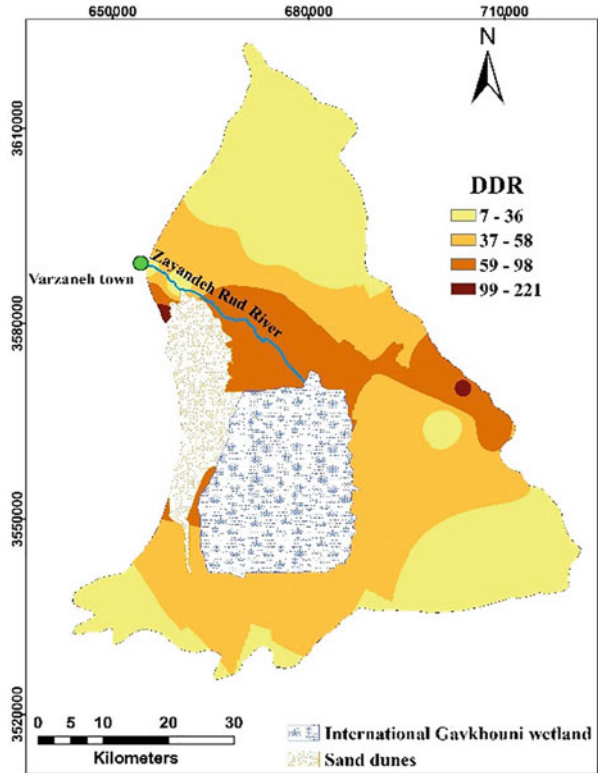 650000 680000 710000
N
3610000
DDR
7 - 36
37 - 58
59 - 98
99 - 221
Varzaneh town
Zayandeh Rud River
3580000
3550000
3520000
0 5 10 20 30
Kilometers
International Gavkhouni wetland
Sand dunes